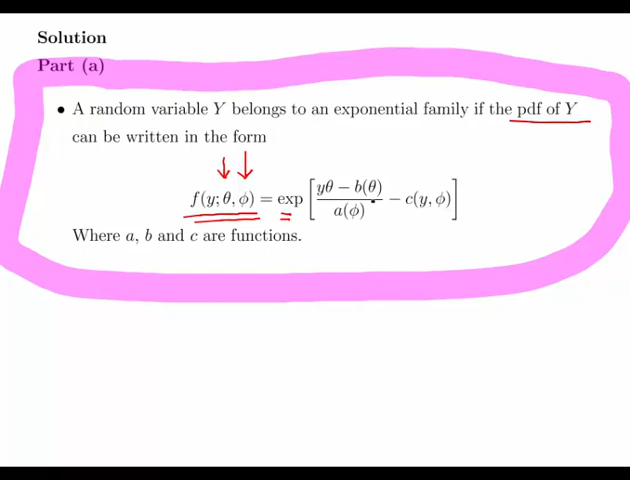 Solution
Part (a)
• A random variable Y belongs to an exponential family if the pdf of Y
can be written in the form
f(y; θ, ϕ) = exp [ (yθ − b(θ)) / a(ϕ) − c(y, ϕ) ]
Where a, b and c are functions.